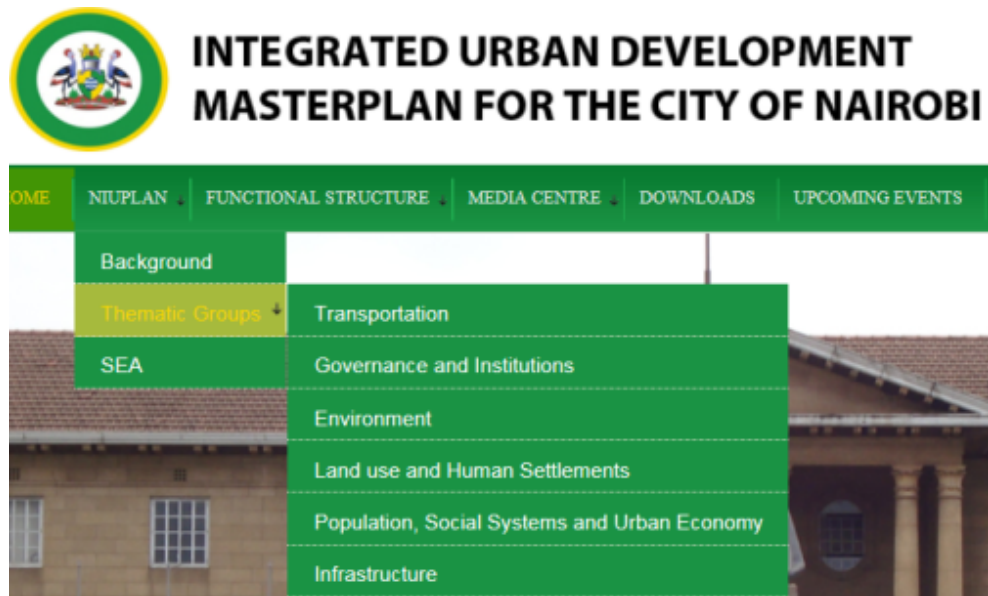 INTEGRATED URBAN DEVELOPMENT
MASTERPLAN FOR THE CITY OF NAIROBI
OME NIUPLAN FUNCTIONAL STRUCTURE MEDIA CENTRE DOWNLOADS UPCOMING EVENTS
Background
Thematic Groups
SEA
Transportation
Governance and Institutions
Environment
Land use and Human Settlements
Population, Social Systems and Urban Economy
Infrastructure